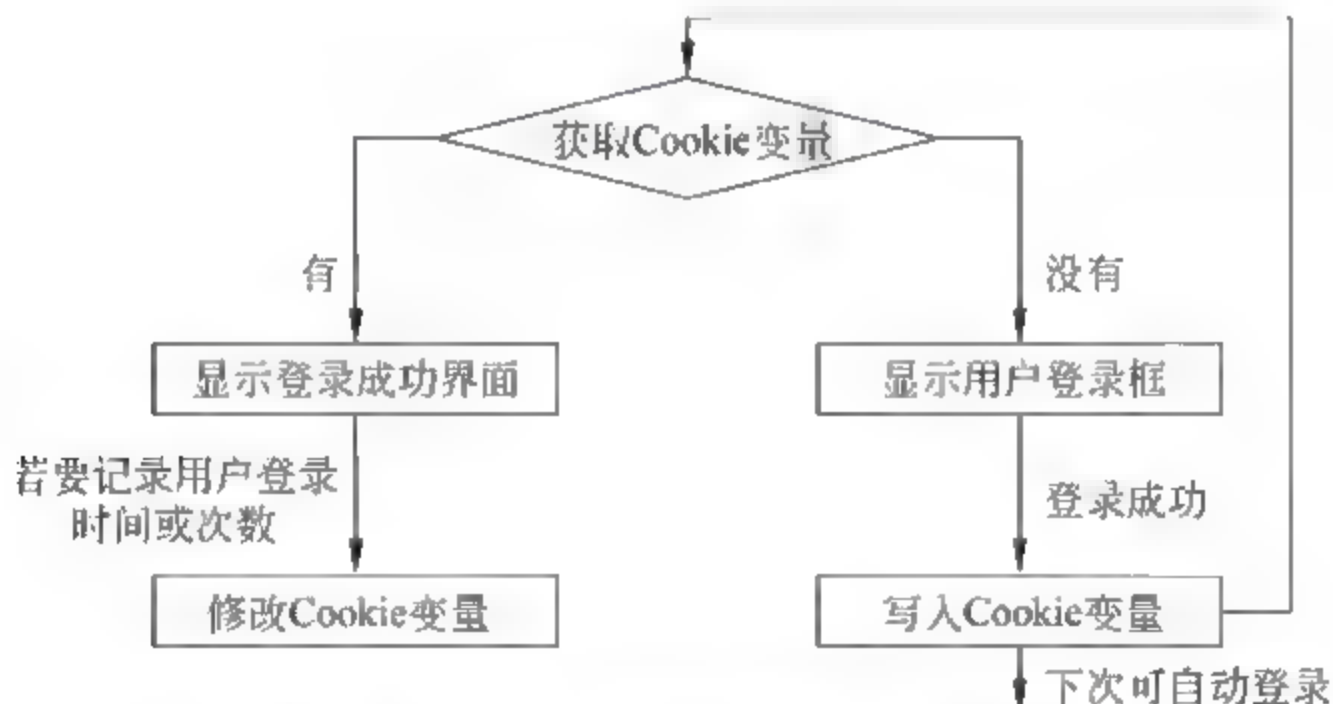 获取Cookie变量
有
没有
显示登录成功界面
显示用户登录框
若要记录用户登录
时间或次数
登录成功
修改Cookie变量
写入Cookie变量
下次可自动登录